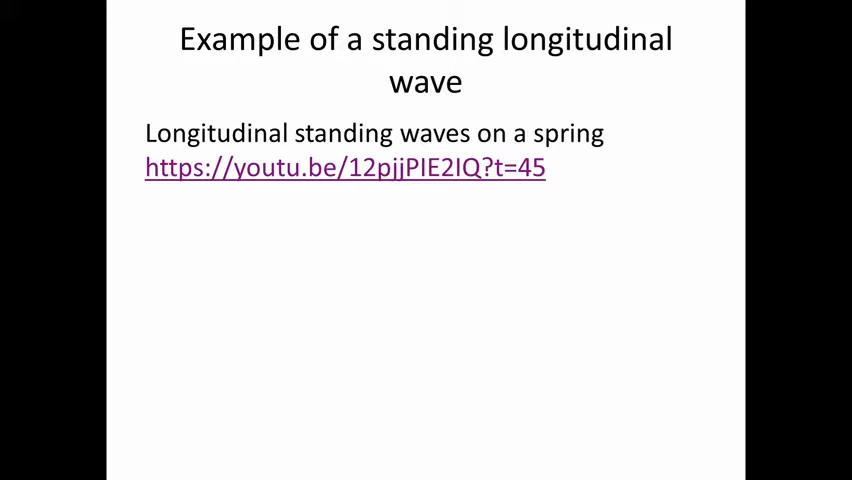 Example of a standing longitudinal
wave
Longitudinal standing waves on a spring
https://youtu.be/12pjjPIE2IQ?t=45